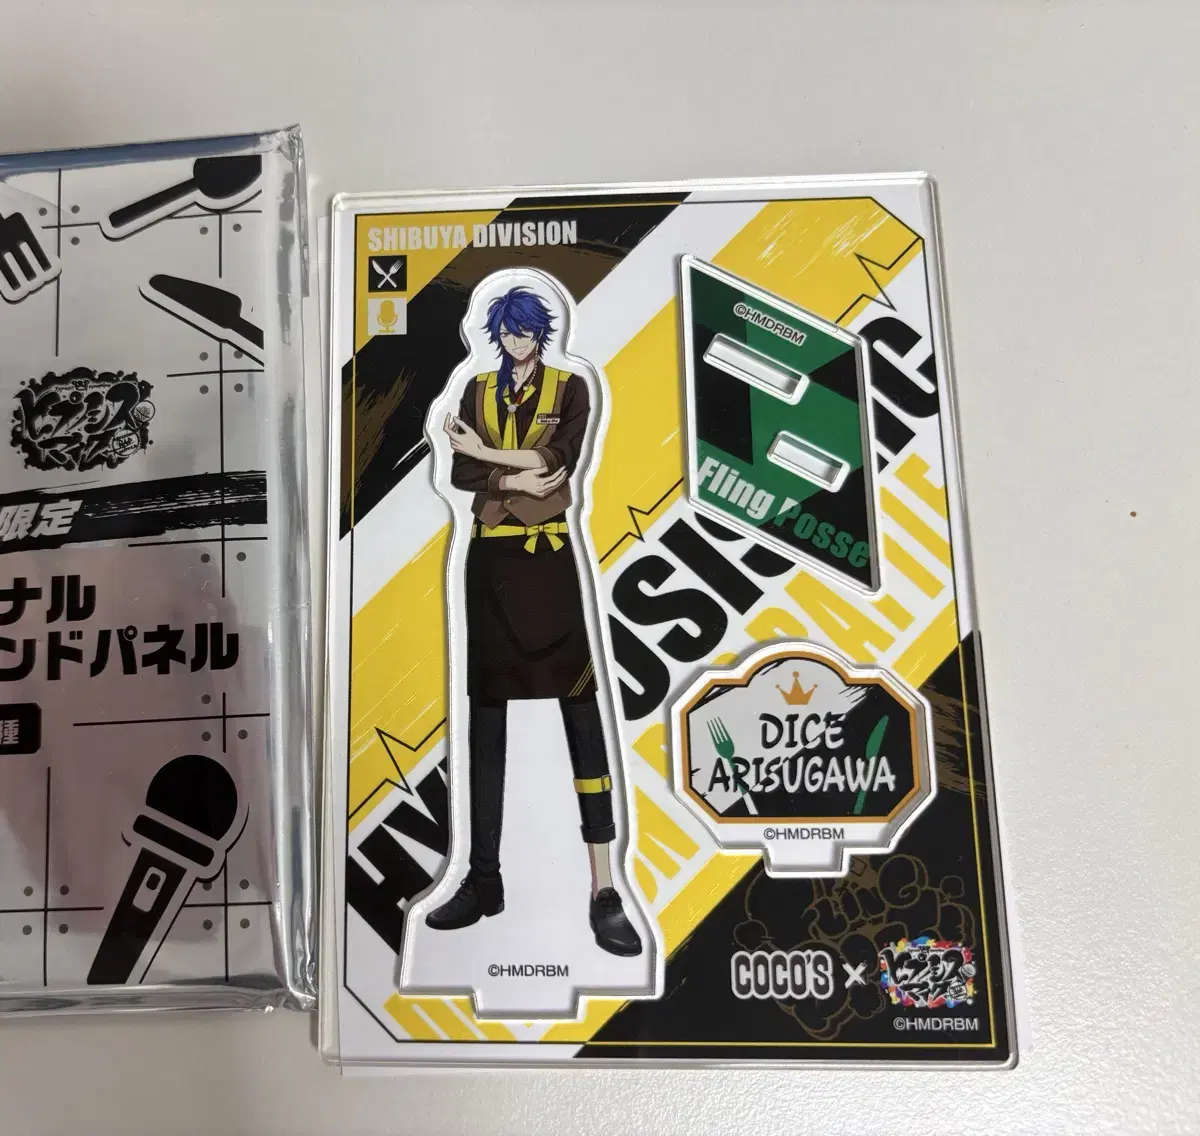 ヒプノシス
マイク
限定
ナル
ンドパネル
種
SHIBUYA DIVISION
©HMDRBM
Fling Posse
DICE
ARISUGAWA
©HMDRBM
©HMDRBM
COCO'S × ヒプノシス
マイク
©HMDRBM